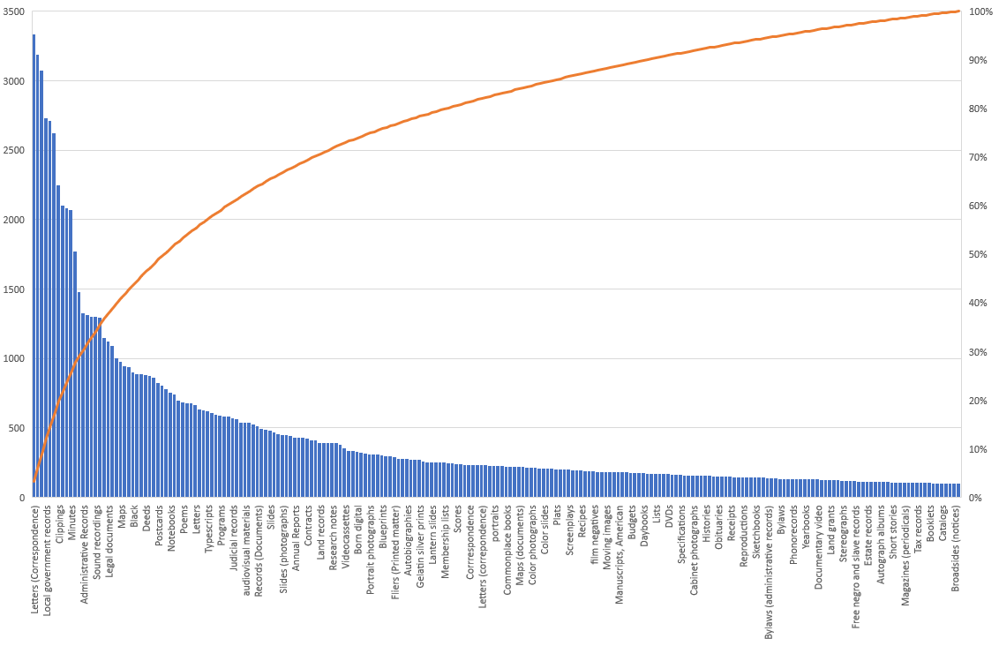 3500
3000
2500
2000
1500
1000
500
0
100%
90%
80%
70%
60%
50%
40%
30%
20%
10%
0%
Letters (Correspondence)
Local government records
Clippings
Minutes
Administrative Records
Sound recordings
Legal documents
Maps
Black
Deeds
Postcards
Notebooks
Poems
Letters
Typescripts
Programs
Judicial records
audiovisual materials
Records (Documents)
Slides
Slides (photographs)
Annual Reports
Contracts
Land records
Research notes
Videocassettes
Born digital
Portrait photographs
Blueprints
Fliers (Printed matter)
Autobiographies
Gelatin silver prints
Lantern slides
Membership lists
Scores
Corrrespondence
Letters (correpondence)
portraits
Commonplace books
Maps (documents)
Color photographs
Color slides
Plats
Screenplays
Recipes
film negatives
Moving images
Manuscripts, American
Budgets
Daybooks
Lists
DVDs
Specifications
Cabinet photographs
Histories
Obituaries
Receipts
Reproductions
Sketchbooks
Bylaws (administrative records)
Bylaws
Phonorecords
Yearbooks
Documentary video
Land grants
Stereographs
Free negro and slave records
Estate records
Autograph albums
Short stories
Magazines (periodicals)
Tax records
Booklets
Catalogs
Broadsides (notices)